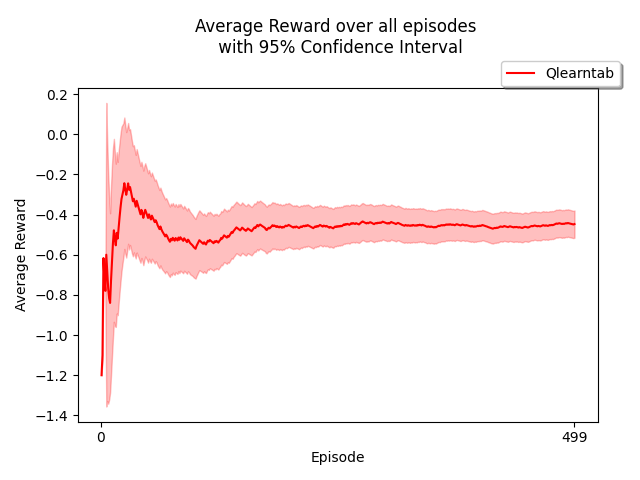 Average Reward over all episodes
with 95% Confidence Interval
Qlearntab
Average Reward
0.2
0.0
−0.2
−0.4
−0.6
−0.8
−1.0
−1.2
−1.4
0
499
Episode